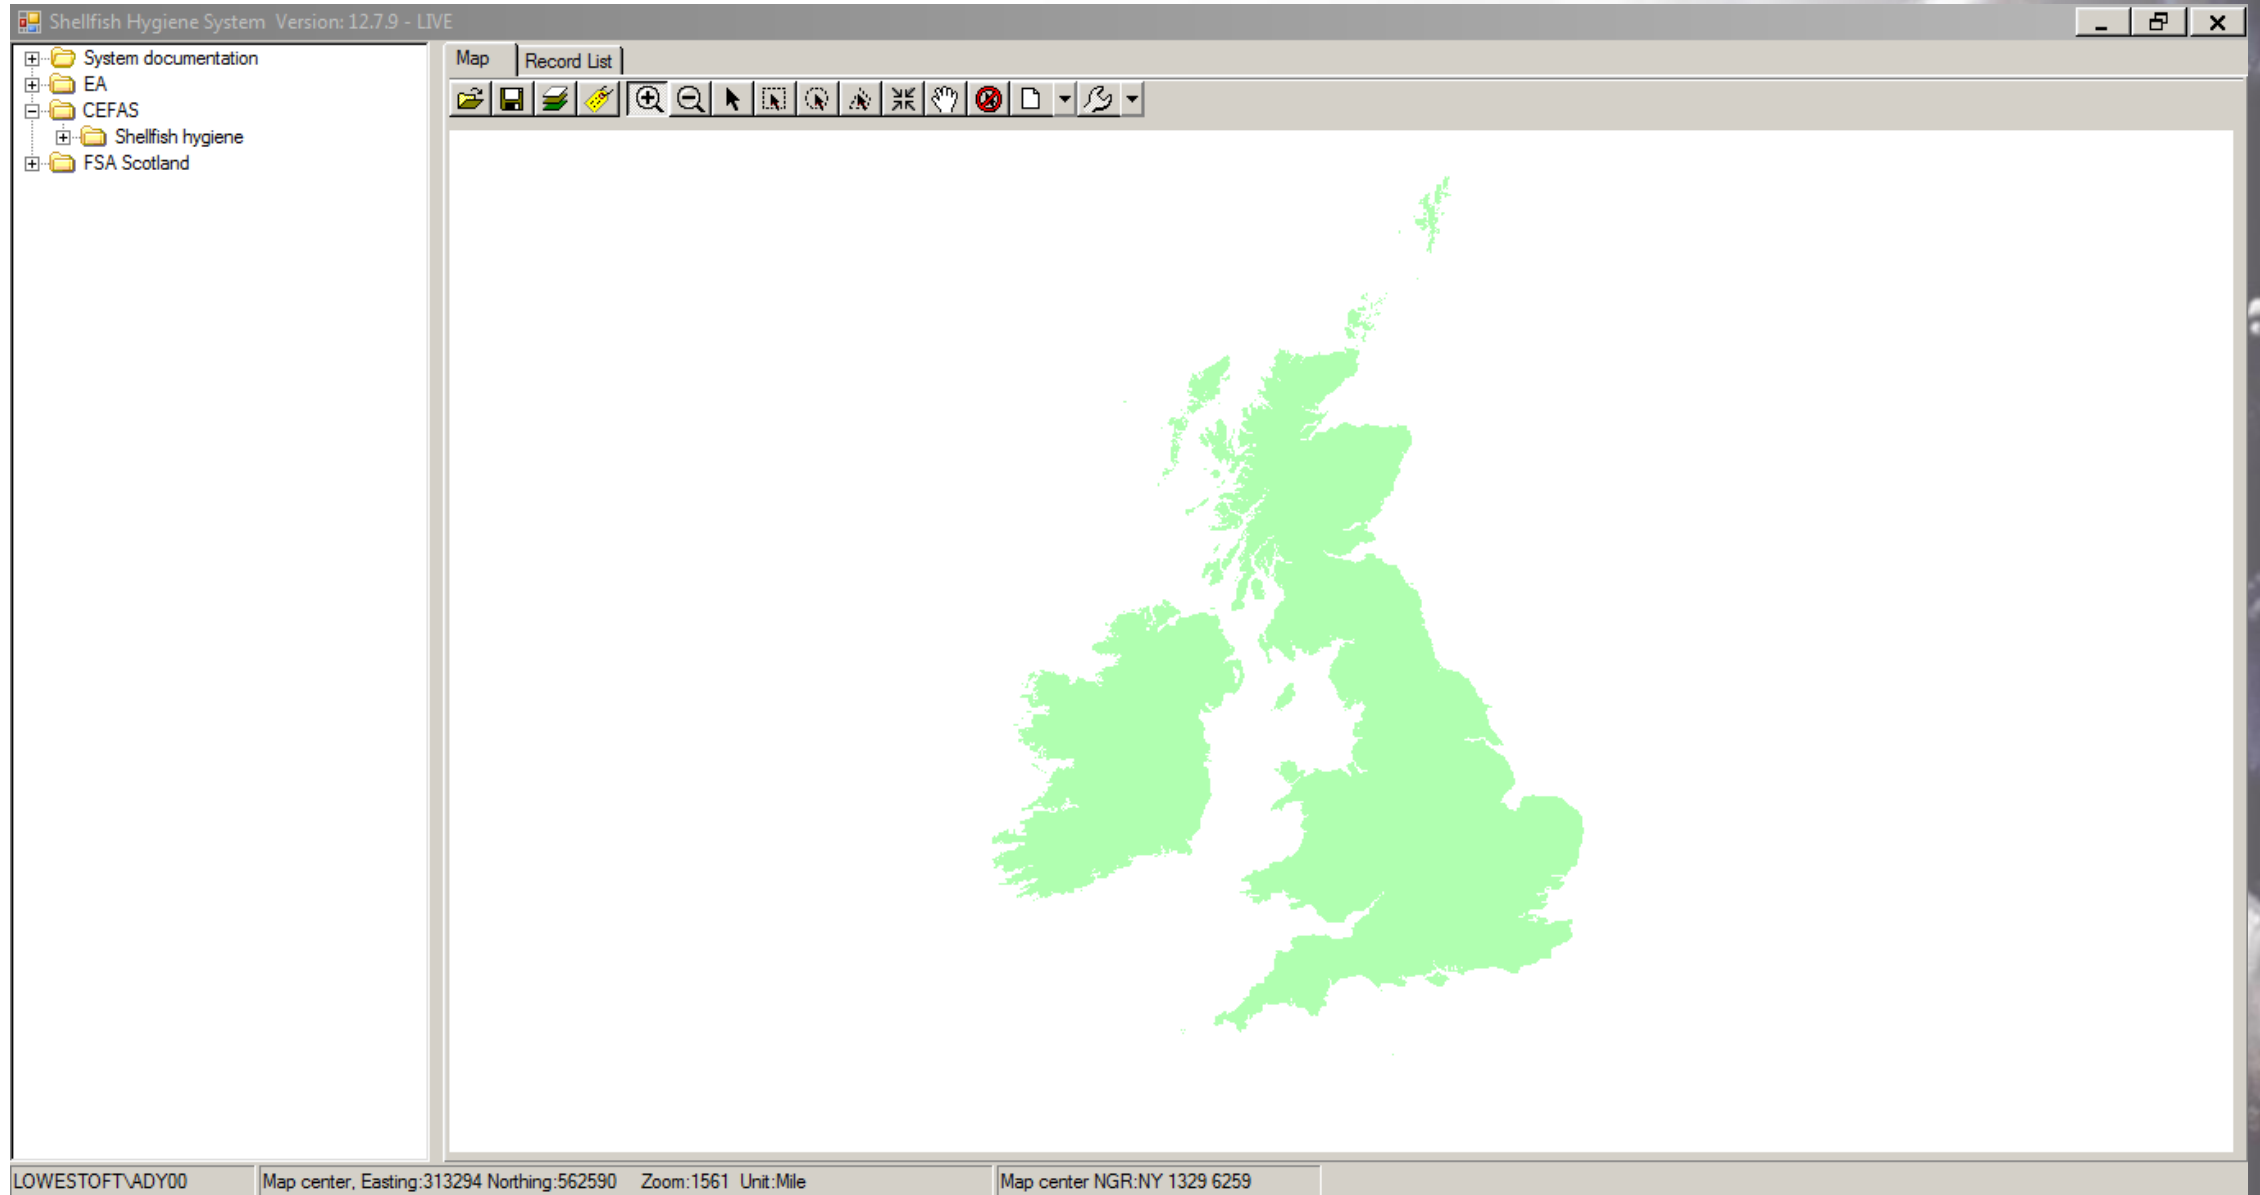 Shellfish Hygiene System Version: 12.7.9 - LIVE
System documentation
EA
CEFAS
Shellfish hygiene
FSA Scotland
Map
Record List
LOWESTOFT\ADY00
Map center, Easting:313294 Northing:562590 Zoom:1561 Unit:Mile
Map center NGR:NY 1329 6259